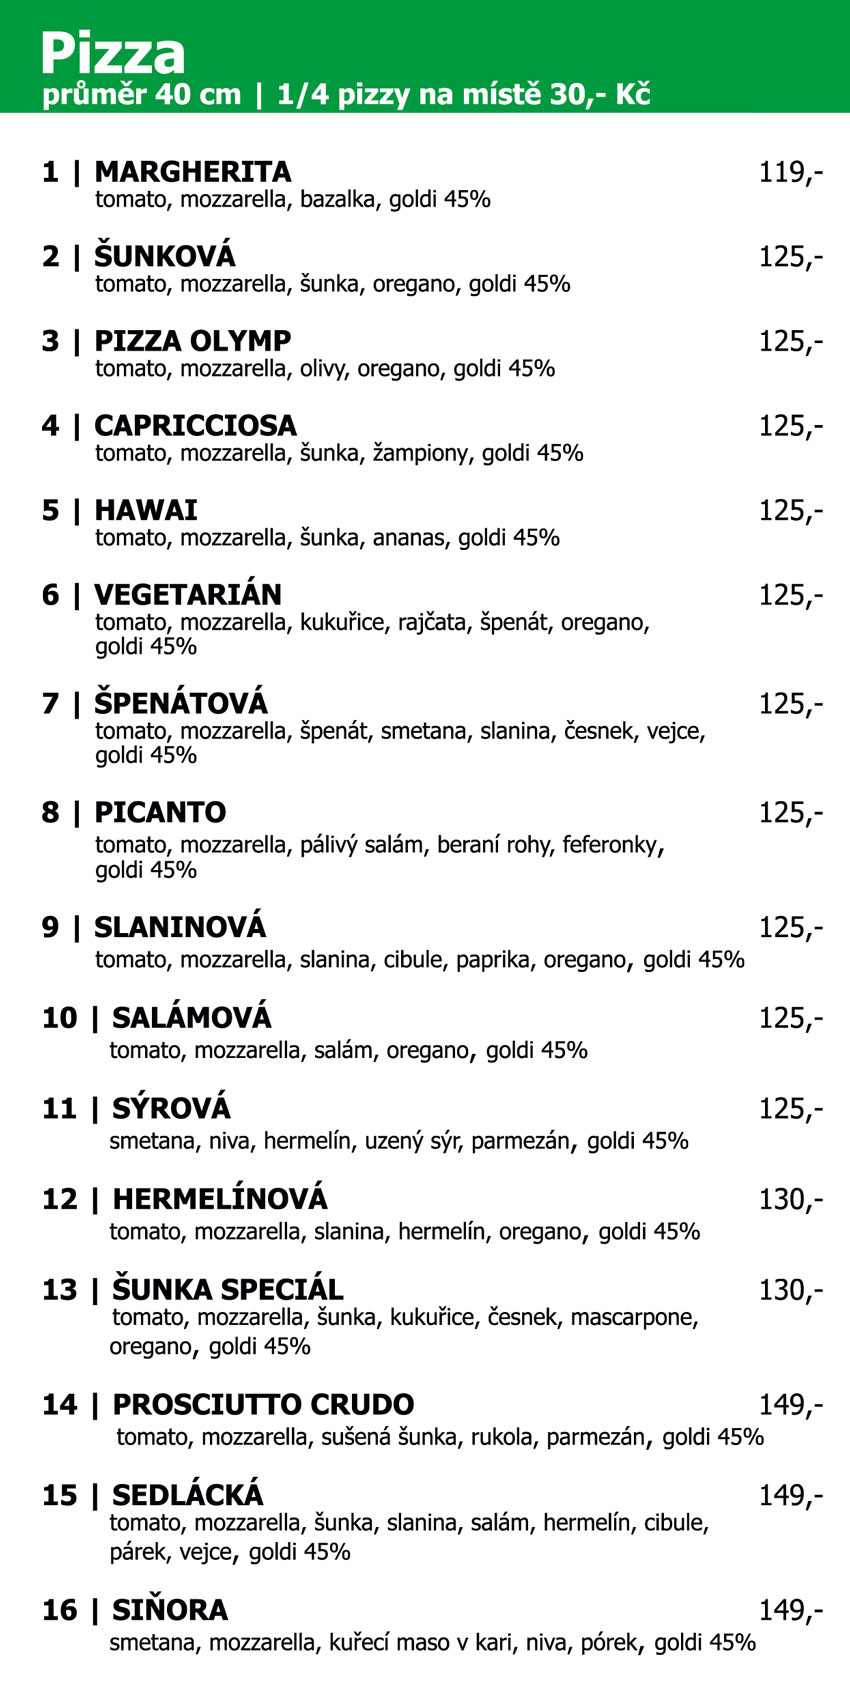 Pizza
průměr 40 cm | 1/4 pizzy na místě 30,- Kč
1 | MARGHERITA 119,-
tomato, mozzarella, bazalka, goldi 45%
2 | ŠUNKOVÁ 125,-
tomato, mozzarella, šunka, oregano, goldi 45%
3 | PIZZA OLYMP 125,-
tomato, mozzarella, olivy, oregano, goldi 45%
4 | CAPRICCIOSA 125,-
tomato, mozzarella, šunka, žampiony, goldi 45%
5 | HAWAI 125,-
tomato, mozzarella, šunka, ananas, goldi 45%
6 | VEGETARIÁN 125,-
tomato, mozzarella, kukuřice, rajčata, špenát, oregano,
goldi 45%
7 | ŠPENÁTOVÁ 125,-
tomato, mozzarella, špenát, smetana, slanina, česnek, vejce,
goldi 45%
8 | PICANTO 125,-
tomato, mozzarella, pálivý salám, beraní rohy, feferonky,
goldi 45%
9 | SLANINOVÁ 125,-
tomato, mozzarella, slanina, cibule, paprika, oregano, goldi 45%
10 | SALÁMOVÁ 125,-
tomato, mozzarella, salám, oregano, goldi 45%
11 | SÝROVÁ 125,-
smetana, niva, hermelín, uzený sýr, parmezán, goldi 45%
12 | HERMELÍNOVÁ 130,-
tomato, mozzarella, slanina, hermelín, oregano, goldi 45%
13 | ŠUNKA SPECIÁL 130,-
tomato, mozzarella, šunka, kukuřice, česnek, mascarpone,
oregano, goldi 45%
14 | PROSCIUTTO CRUDO 149,-
tomato, mozzarella, sušená šunka, rukola, parmezán, goldi 45%
15 | SEDLÁCKÁ 149,-
tomato, mozzarella, šunka, slanina, salám, hermelín, cibule,
párek, vejce, goldi 45%
16 | SIŇORA 149,-
smetana, mozzarella, kuřecí maso v kari, niva, pórek, goldi 45%